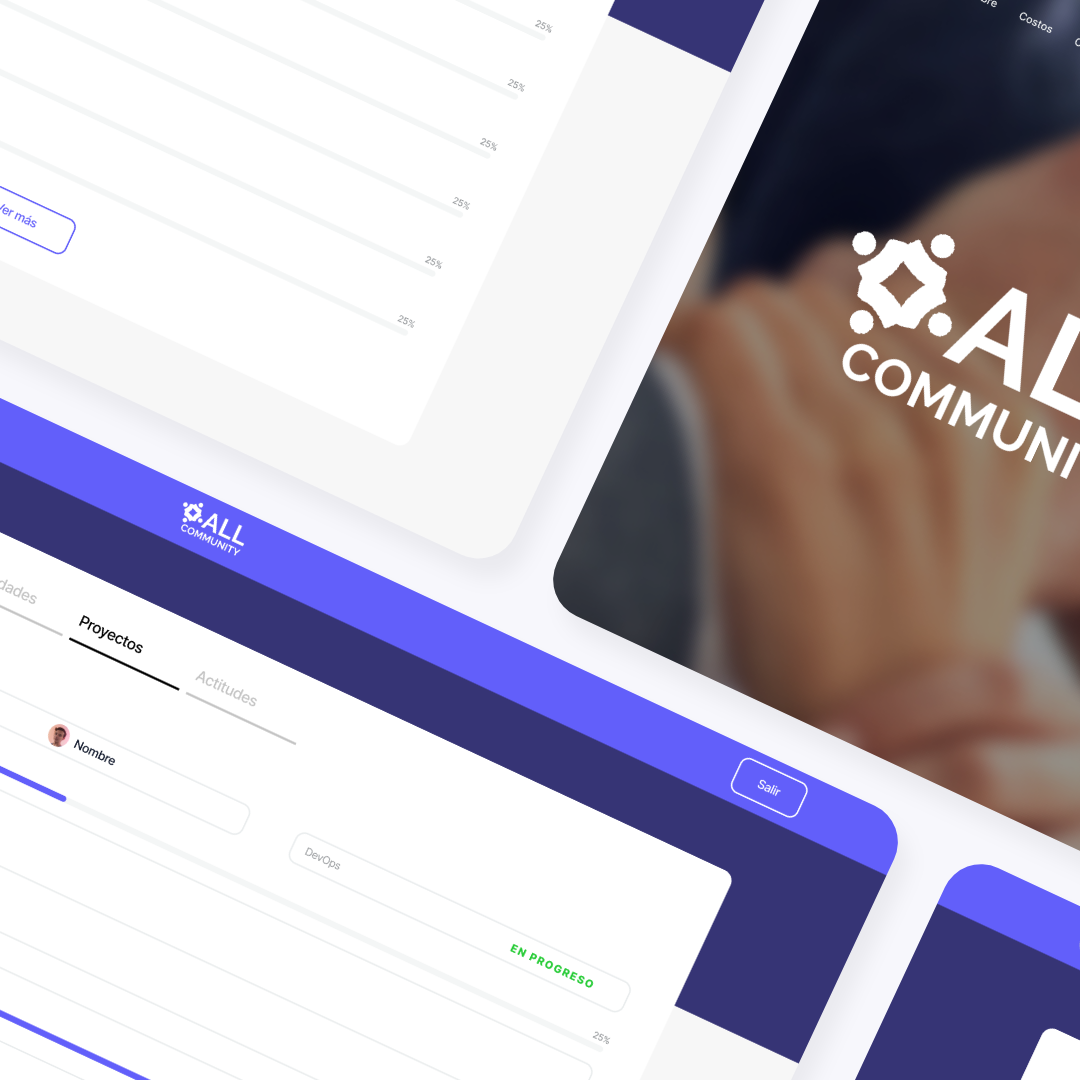 25%
25%
25%
25%
25%
25%
Ver más
Costos
ALL
COMMUNI
ALL
COMMUNITY
Proyectos
Actitudes
Nombre
Salir
DevOps
EN PROGRESO
25%